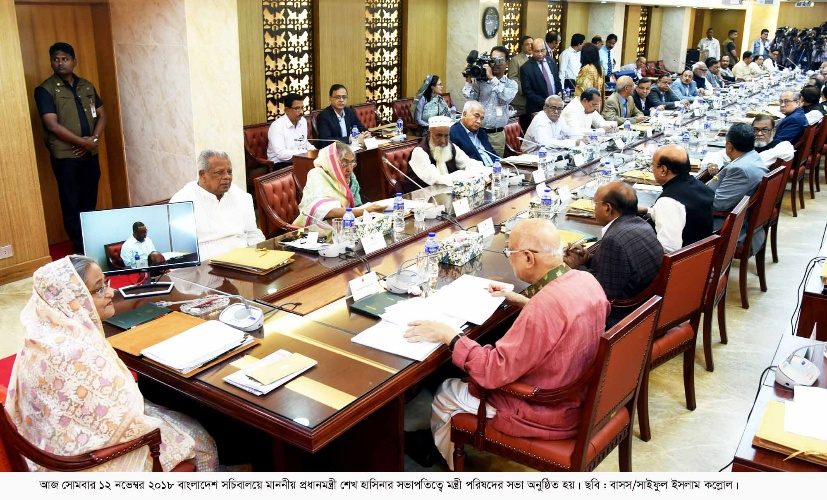 আজ সোমবার ১২ নভেম্বর ২০১৮ বাংলাদেশ সচিবালয়ে মাননীয় প্রধানমন্ত্রী শেখ হাসিনার সভাপতিত্বে মন্ত্রী পরিষদের সভা অনুষ্ঠিত হয়। ছবি : বাসস/সাইফুল ইসলাম কল্লোল।